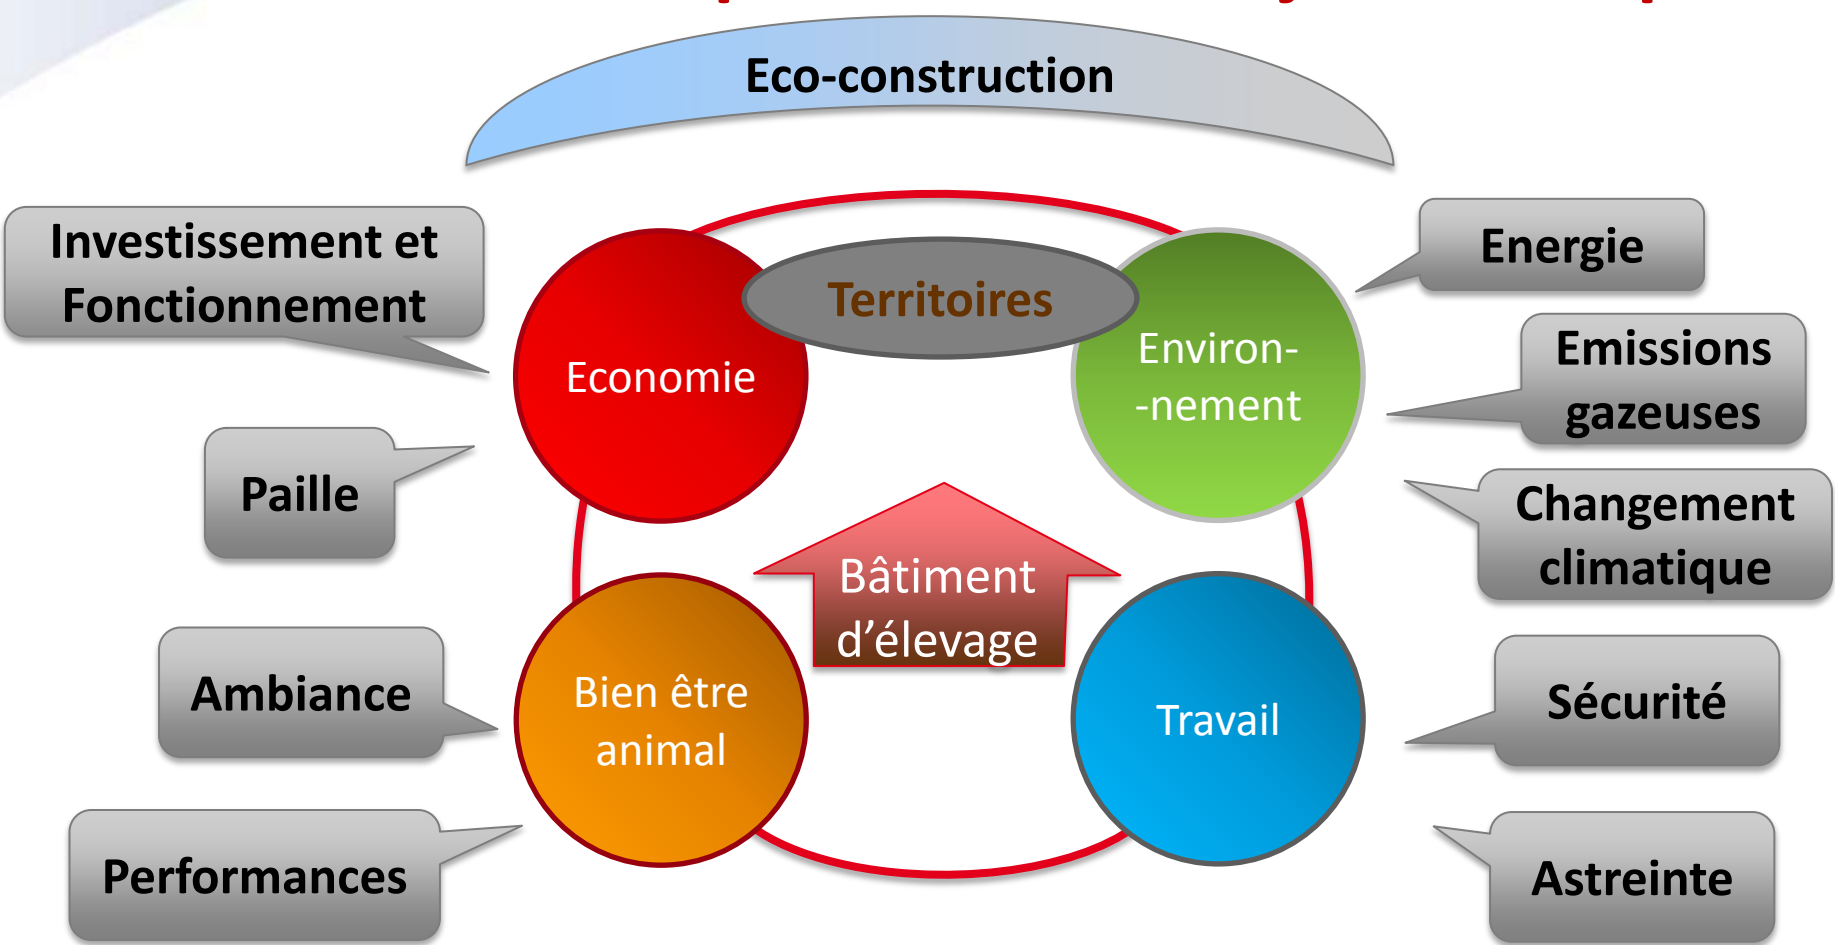 Eco-construction
Investissement et
Fonctionnement
Energie
Territoires
Economie
Environ-
-nement
Emissions
gazeuses
Paille
Changement
climatique
Bâtiment
d’élevage
Ambiance
Bien être
animal
Travail
Sécurité
Performances
Astreinte